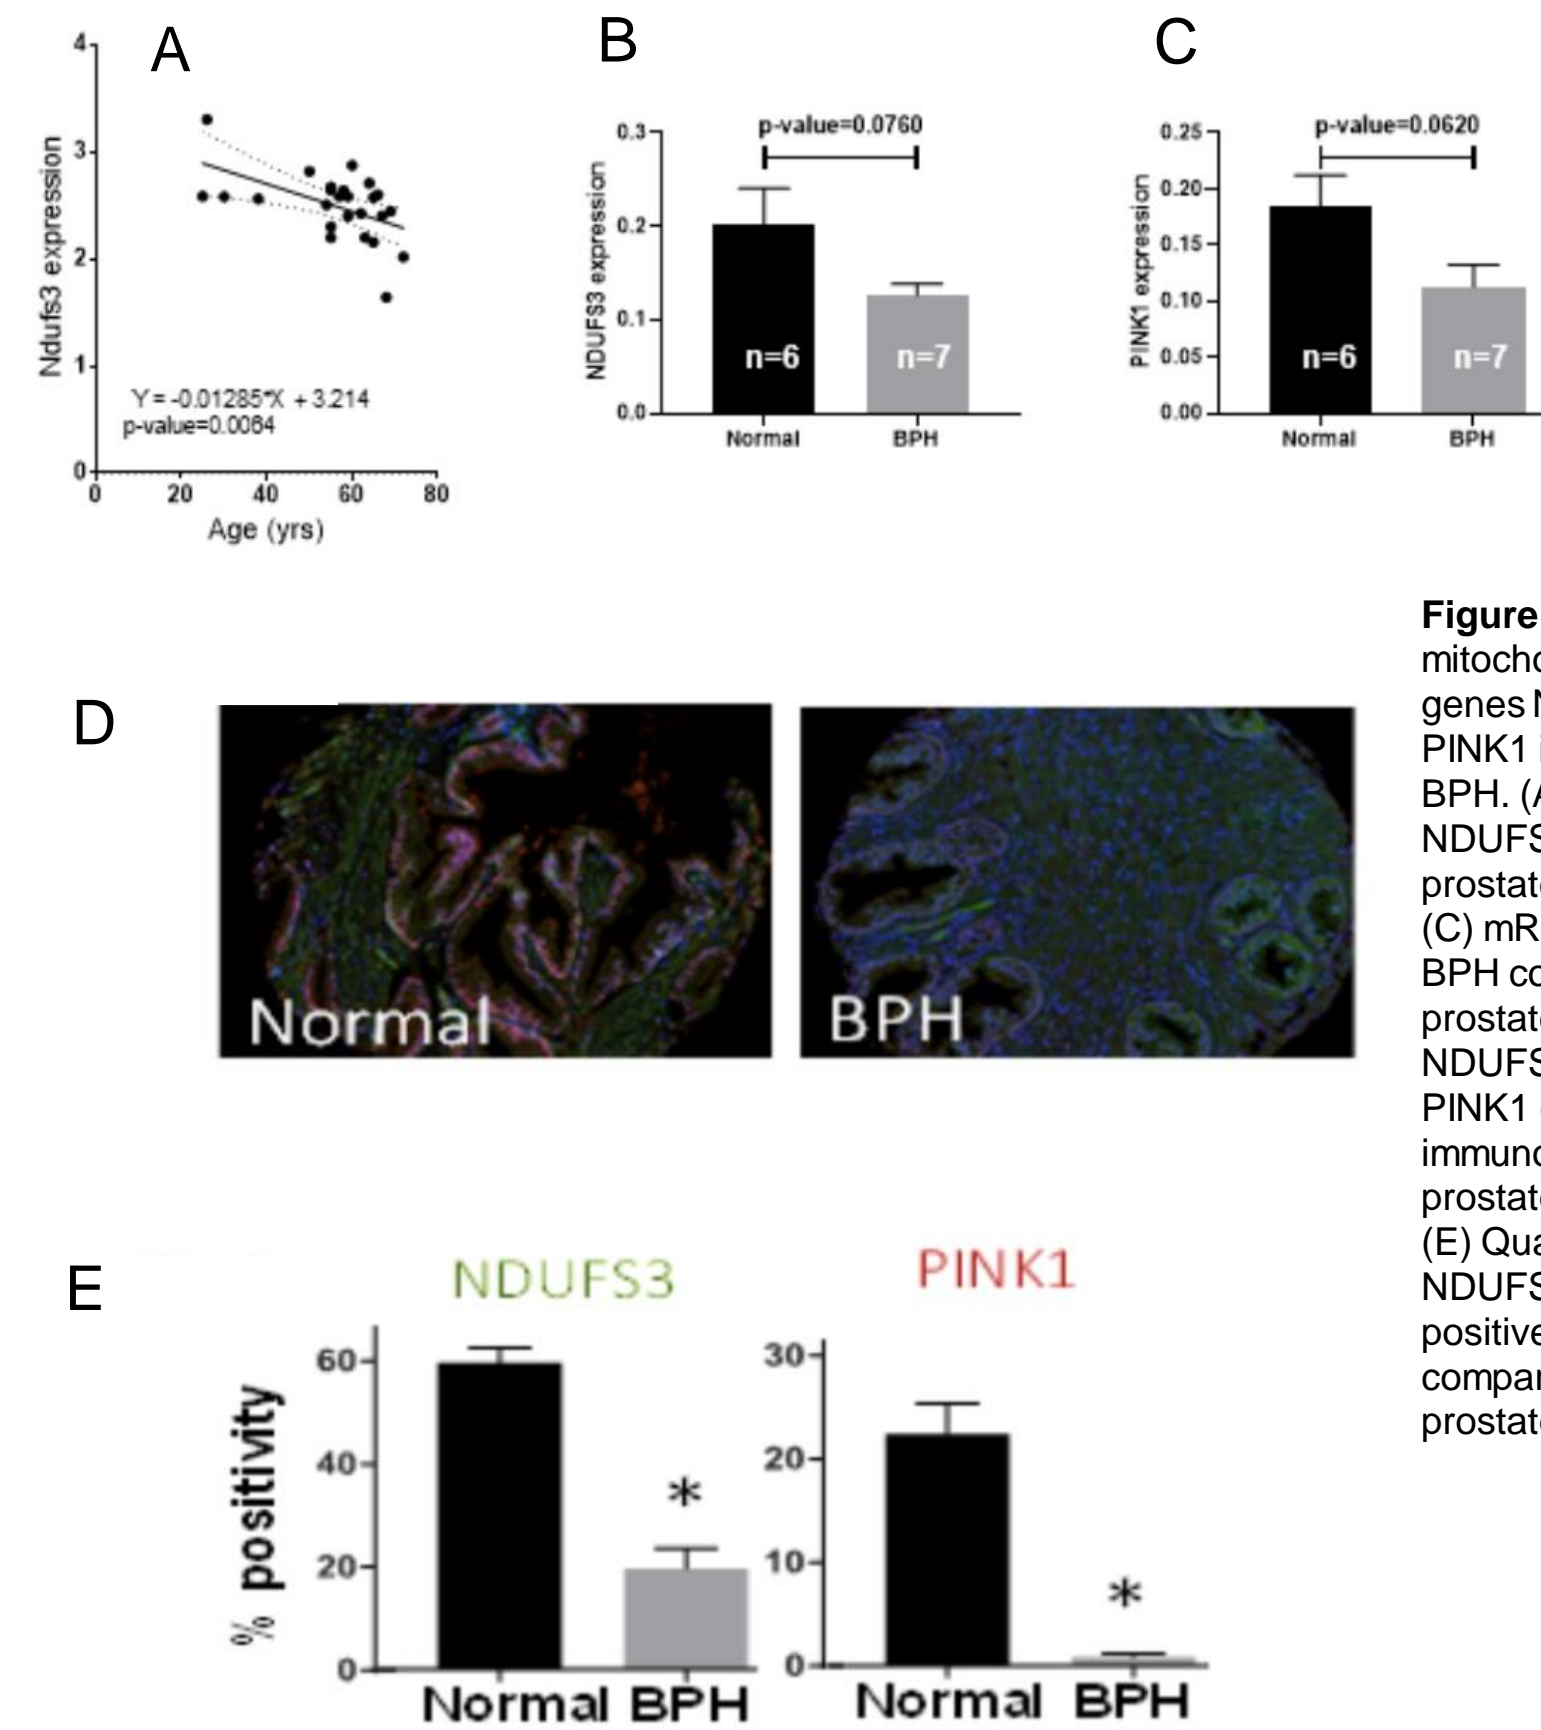 A
4
3
2
1
0
Ndufs3 expression
Y = -0.01285*X + 3.214
p-value=0.0064
0 20 40 60 80
Age (yrs)
B
p-value=0.0760
0.3
0.2
0.1
0.0
NDUFS3 expression
n=6 n=7
Normal BPH
C
p-value=0.0620
0.25
0.20
0.15
0.10
0.05
0.00
PINK1 expression
n=6 n=7
Normal BPH
D
Normal
BPH
E
NDUFS3
% positivity
60
40
20
0
Normal BPH
*
PINK1
30
20
10
0
Normal BPH
*
Figure
mitocho
genes N
PINK1 i
BPH. (A
NDUFS
prostate
(C) mR
BPH co
prostate
NDUFS
PINK1
immuno
prostate
(E) Qua
NDUFS
positive
compar
prostate